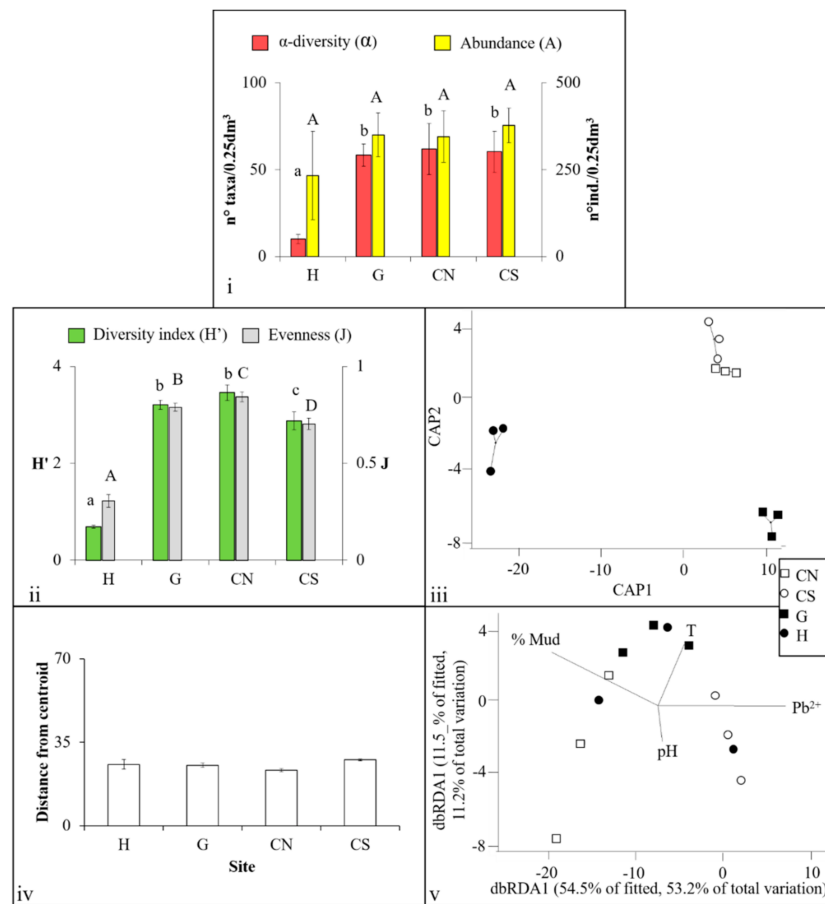 α-diversity (α) Abundance (A)
100 500
A A A A
b b b
a
50 250
n° taxa/0.25dm³
n°ind./0.25dm³
0 0
H G CN CS
i
Diversity index (H’) Evenness (J)
4 1
b B b C c D
a A
H' 2 0.5 J
0 0
H G CN CS
ii
4
0
-4
-8
CAP2
-20 -10 0 10
CAP1
iii
CN
CS
G
H
70
35
0
Distance from centroid
H G CN CS
Site
iv
4
0
-4
-8
% Mud
T
Pb²⁺
pH
dbRDA1 (11.5_% of fitted,
11.2% of total variation)
-20 -10 0 10
dbRDA1 (54.5% of fitted, 53.2% of total variation)
v